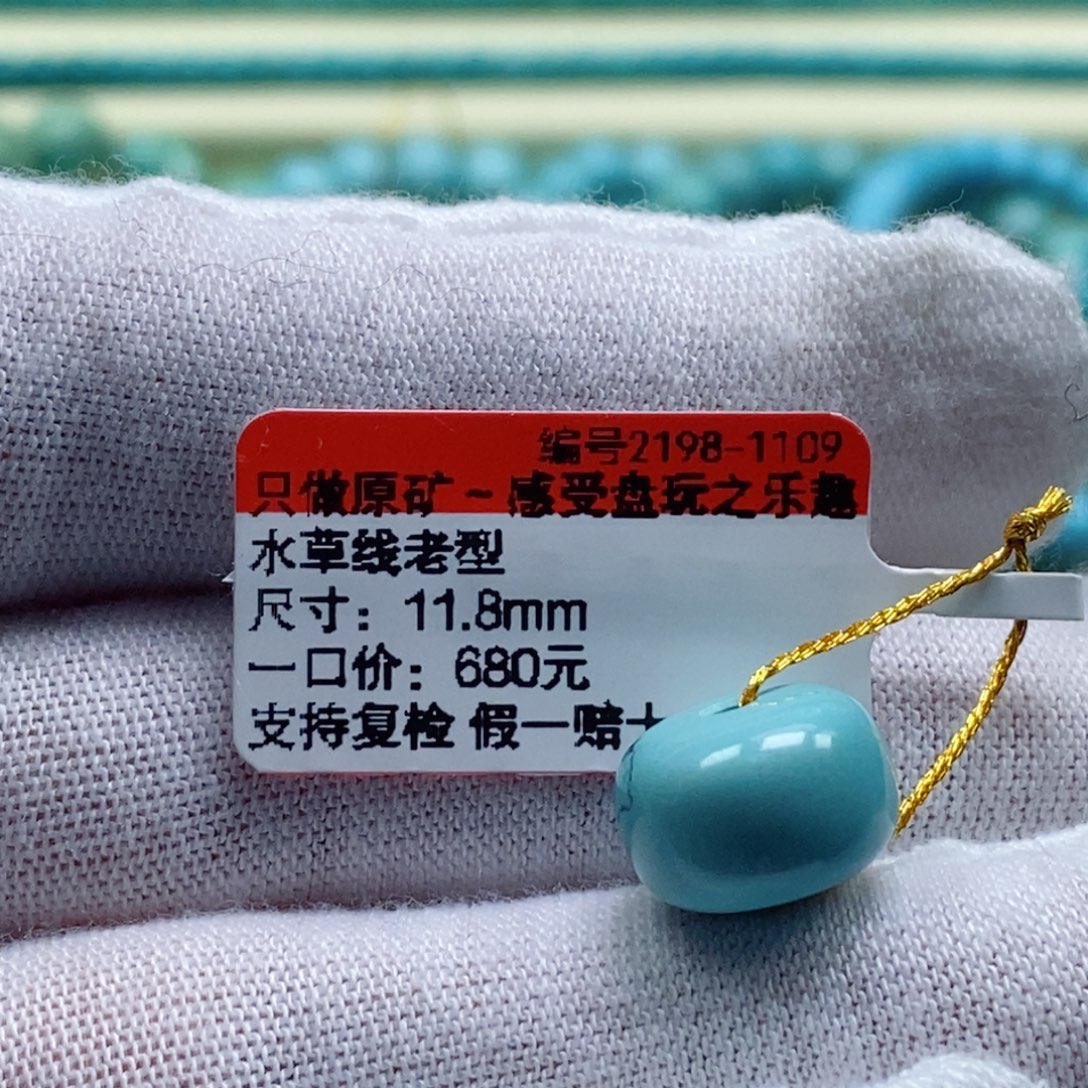 编号2198-1109
只做原矿~感受盘玩之乐趣
水草线老型
尺寸：11.8mm
一口价：680元
支持复检 假一赔